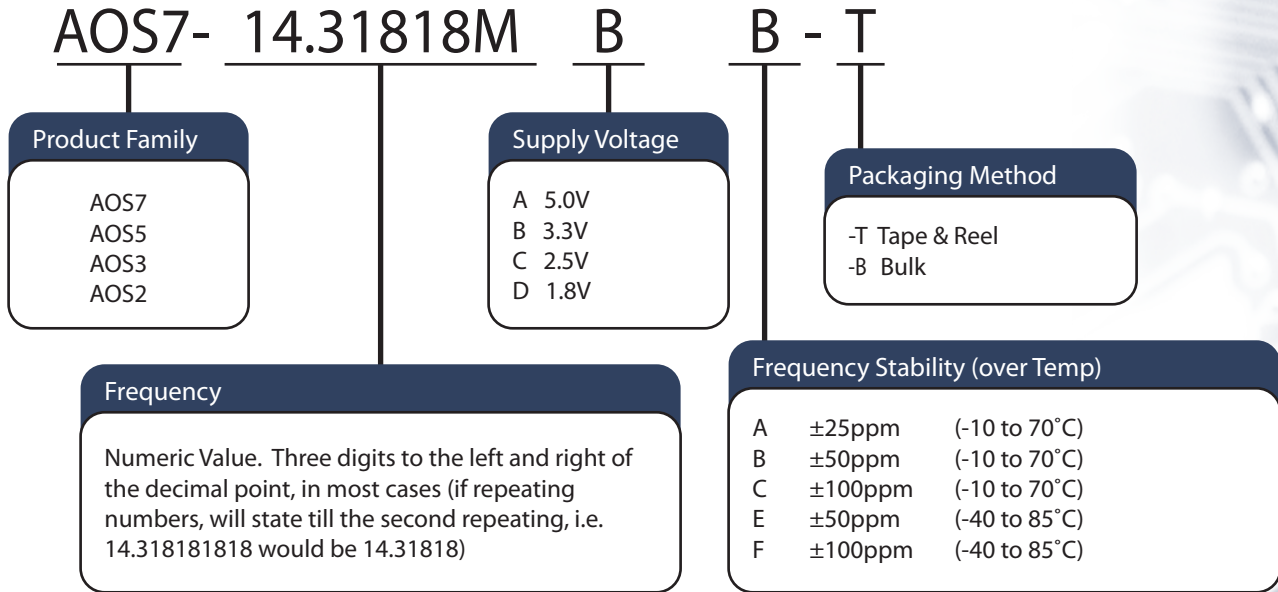 AOS7- 14.31818M B B - T
Product Family
AOS7
AOS5
AOS3
AOS2
Supply Voltage
A 5.0V
B 3.3V
C 2.5V
D 1.8V
Packaging Method
-T Tape & Reel
-B Bulk
Frequency
Numeric Value. Three digits to the left and right of
the decimal point, in most cases (if repeating
numbers, will state till the second repeating, i.e.
14.318181818 would be 14.31818)
Frequency Stability (over Temp)
A ±25ppm (-10 to 70˚C)
B ±50ppm (-10 to 70˚C)
C ±100ppm (-10 to 70˚C)
E ±50ppm (-40 to 85˚C)
F ±100ppm (-40 to 85˚C)